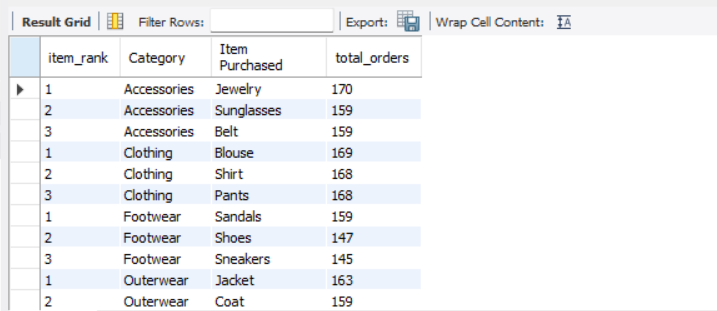 Result Grid Filter Rows: Export: Wrap Cell Content: IA
item_rank Category Item Purchased total_orders
1 Accessories Jewelry 170
2 Accessories Sunglasses 159
3 Accessories Belt 159
1 Clothing Blouse 169
2 Clothing Shirt 168
3 Clothing Pants 168
1 Footwear Sandals 159
2 Footwear Shoes 147
3 Footwear Sneakers 145
1 Outerwear Jacket 163
2 Outerwear Coat 159